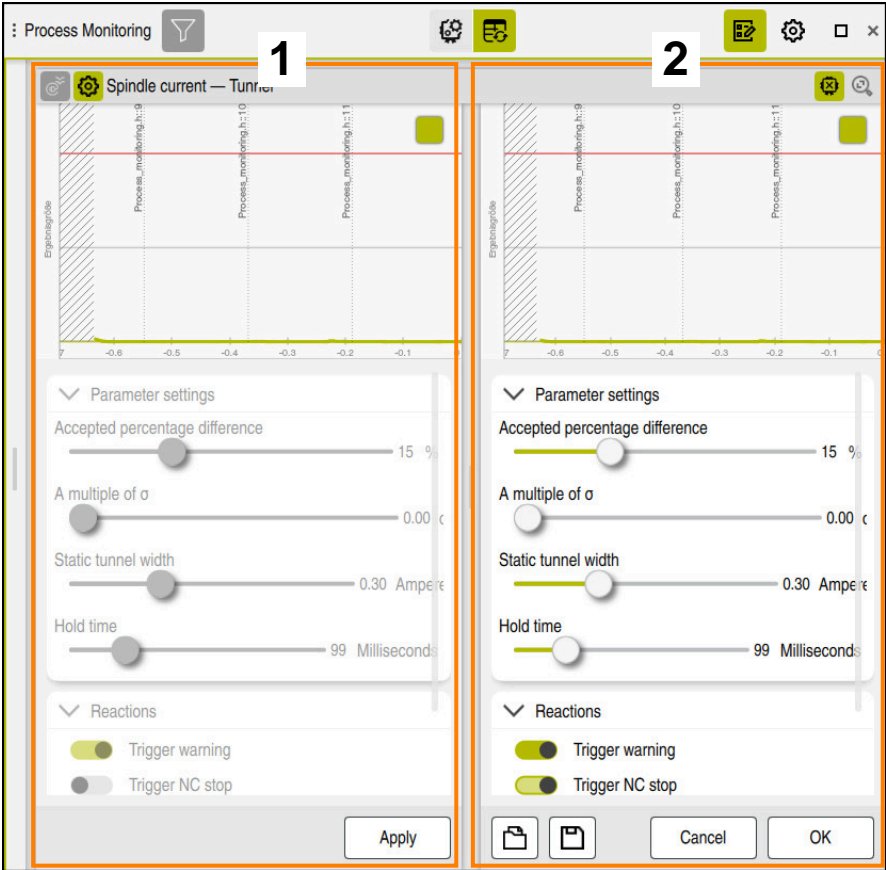 Process Monitoring
1
2
Spindle current — Tunnel
Ergebnisgröße
Process_monitoring.h::9
Process_monitoring.h::10
Process_monitoring.h::11
7 -0.6 -0.5 -0.4 -0.3 -0.2 -0.1
Parameter settings
Accepted percentage difference
15 %
A multiple of σ
0.00
Static tunnel width
0.30 Ampere
Hold time
99 Milliseconds
Reactions
Trigger warning
Trigger NC stop
Apply
Ergebnisgröße
Process_monitoring.h::9
Process_monitoring.h::10
Process_monitoring.h::11
7 -0.6 -0.5 -0.4 -0.3 -0.2 -0.1
Parameter settings
Accepted percentage difference
15 %
A multiple of σ
0.00
Static tunnel width
0.30 Ampere
Hold time
99 Milliseconds
Reactions
Trigger warning
Trigger NC stop
Cancel
OK